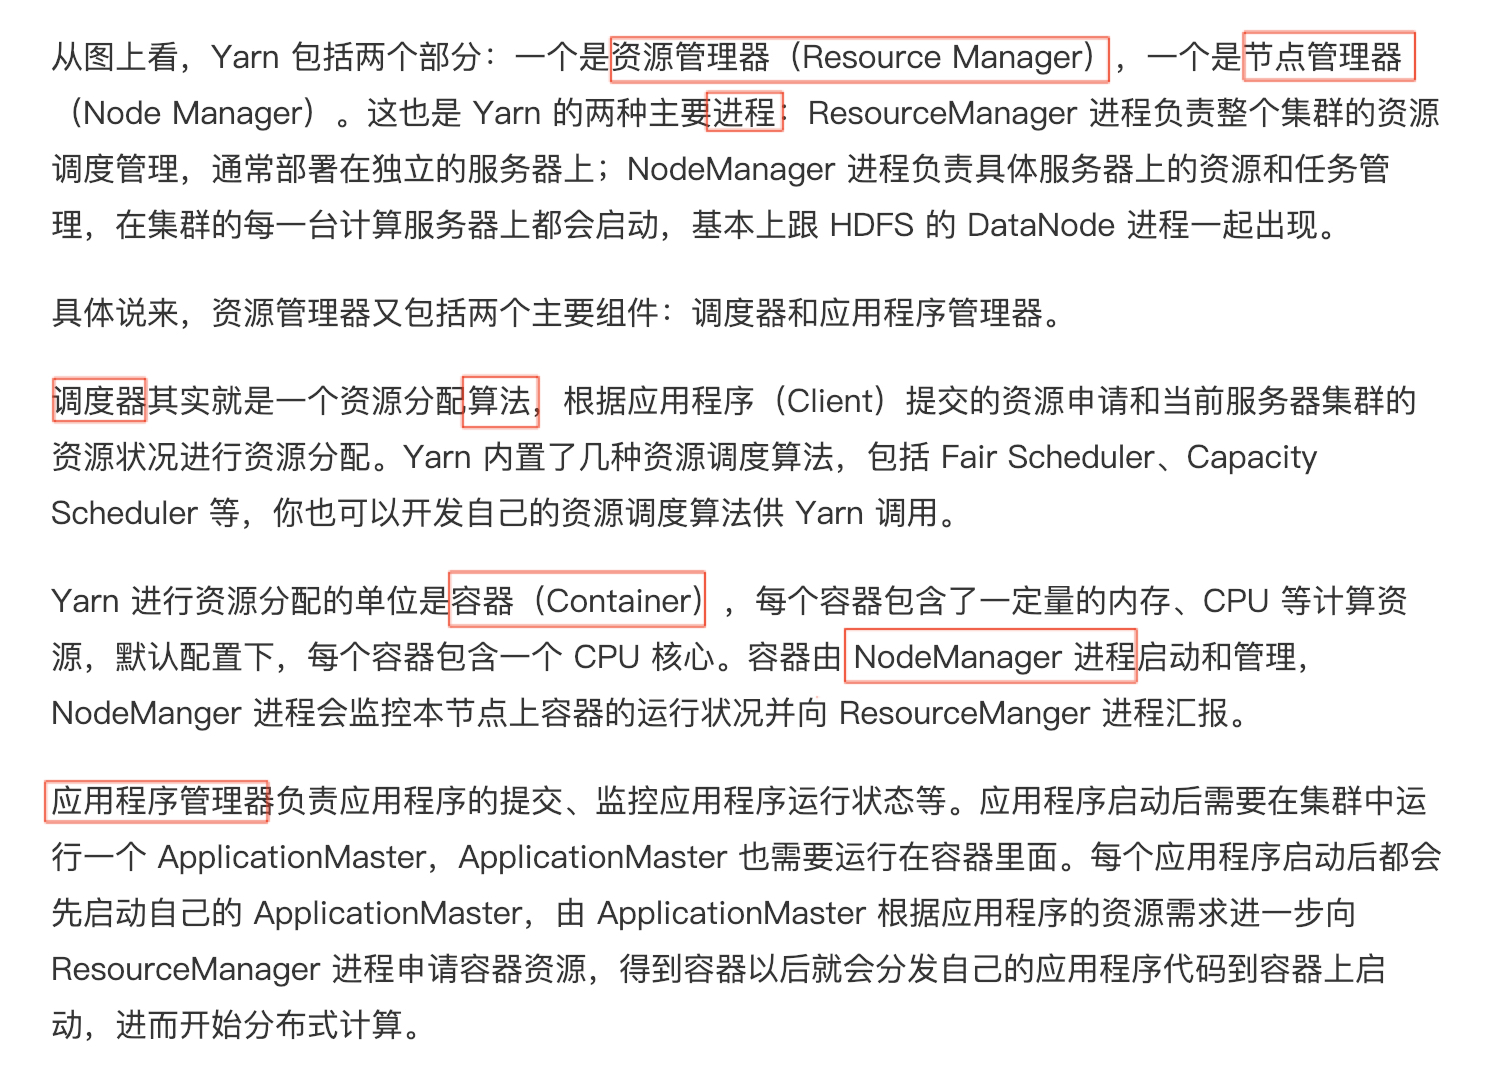 从图上看，Yarn 包括两个部分：一个是资源管理器（Resource Manager），一个是节点管理器
（Node Manager）。这也是 Yarn 的两种主要进程：ResourceManager 进程负责整个集群的资源
调度管理，通常部署在独立的服务器上；NodeManager 进程负责具体服务器上的资源和任务管
理，在集群的每一台计算服务器上都会启动，基本上跟 HDFS 的 DataNode 进程一起出现。
具体说来，资源管理器又包括两个主要组件：调度器和应用程序管理器。
调度器其实就是一个资源分配算法，根据应用程序（Client）提交的资源申请和当前服务器集群的
资源状况进行资源分配。Yarn 内置了几种资源调度算法，包括 Fair Scheduler、Capacity
Scheduler 等，你也可以开发自己的资源调度算法供 Yarn 调用。
Yarn 进行资源分配的单位是容器（Container），每个容器包含了一定量的内存、CPU 等计算资
源，默认配置下，每个容器包含一个 CPU 核心。容器由 NodeManager 进程启动和管理，
NodeManger 进程会监控本节点上容器的运行状况并向 ResourceManger 进程汇报。
应用程序管理器负责应用程序的提交、监控应用程序运行状态等。应用程序启动后需要在集群中运
行一个 ApplicationMaster，ApplicationMaster 也需要运行在容器里面。每个应用程序启动后都会
先启动自己的 ApplicationMaster，由 ApplicationMaster 根据应用程序的资源需求进一步向
ResourceManager 进程申请容器资源，得到容器以后就会分发自己的应用程序代码到容器上启
动，进而开始分布式计算。